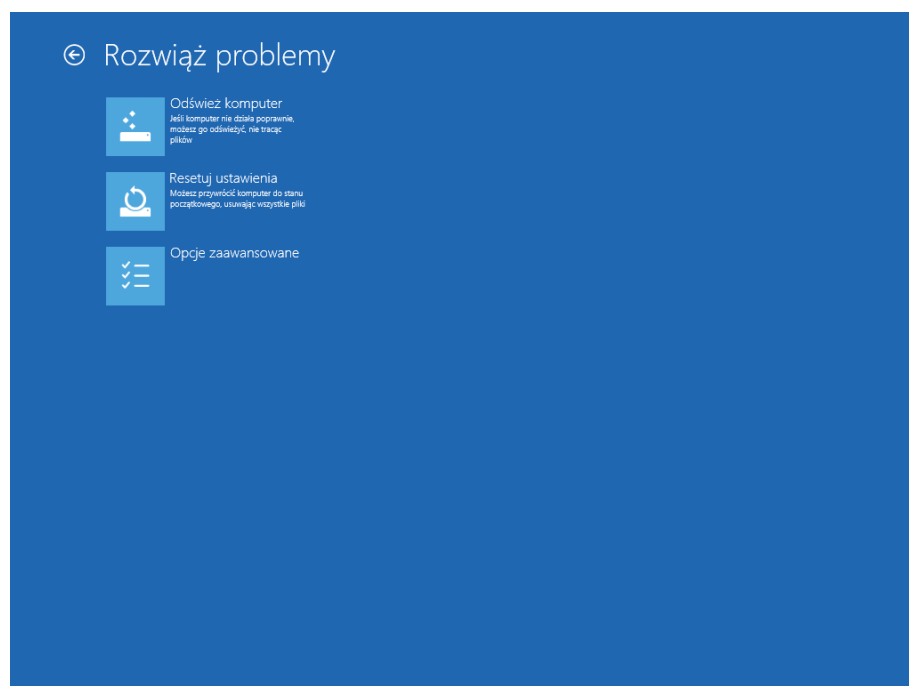 Rozwiąż problemy
Odśwież komputer
Jeśli komputer nie działa poprawnie,
możesz go odświeżyć, nie tracąc
plików
Resetuj ustawienia
Możesz przywrócić komputer do stanu
początkowego, usuwając wszystkie pliki
Opcje zaawansowane